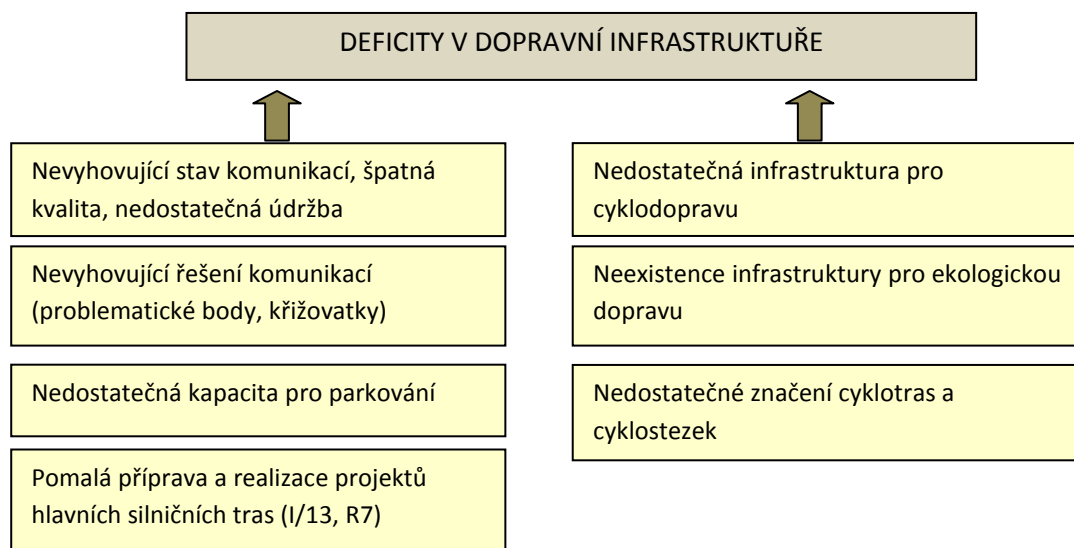 DEFICITY V DOPRAVNÍ INFRASTRUKTUŘE
Nevyhovující stav komunikací, špatná
kvalita, nedostatečná údržba
Nevyhovující řešení komunikací
(problematické body, křižovatky)
Nedostatečná kapacita pro parkování
Pomalá příprava a realizace projektů
hlavních silničních tras (I/13, R7)
Nedostatečná infrastruktura pro
cyklodopravu
Neexistence infrastruktury pro ekologickou
dopravu
Nedostatečné značení cyklotras a
cyklostezek